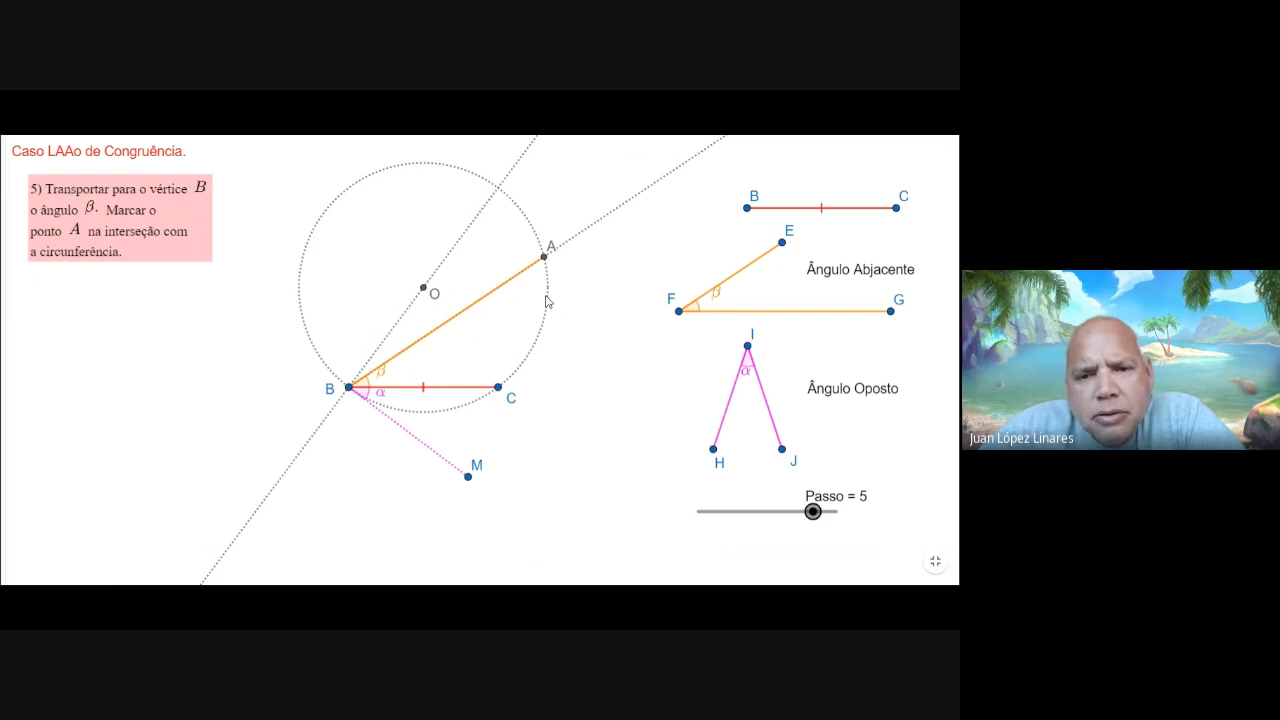 Caso LAAo de Congruência.
5) Transportar para o vértice B
o ângulo β. Marcar o
ponto A na interseção com
a circunferência.
A
O
B
β
α
C
M
B
C
E
Ângulo Abjacente
F
β
G
I
α
Ângulo Oposto
H
J
Passo = 5
Juan López Linares